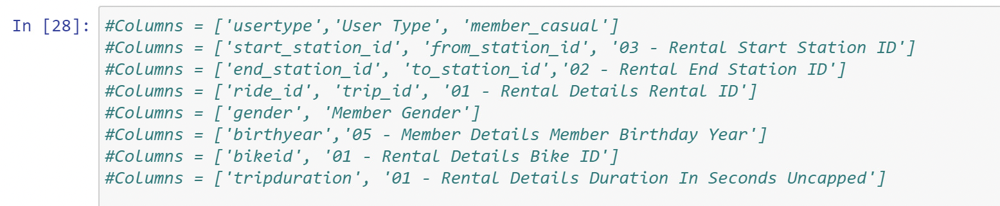 In [28]: #Columns = ['usertype','User Type', 'member_casual']
#Columns = ['start_station_id', 'from_station_id', '03 - Rental Start Station ID']
#Columns = ['end_station_id', 'to_station_id','02 - Rental End Station ID']
#Columns = ['ride_id', 'trip_id', '01 - Rental Details Rental ID']
#Columns = ['gender', 'Member Gender']
#Columns = ['birthyear','05 - Member Details Member Birthday Year']
#Columns = ['bikeid', '01 - Rental Details Bike ID']
#Columns = ['tripduration', '01 - Rental Details Duration In Seconds Uncapped']